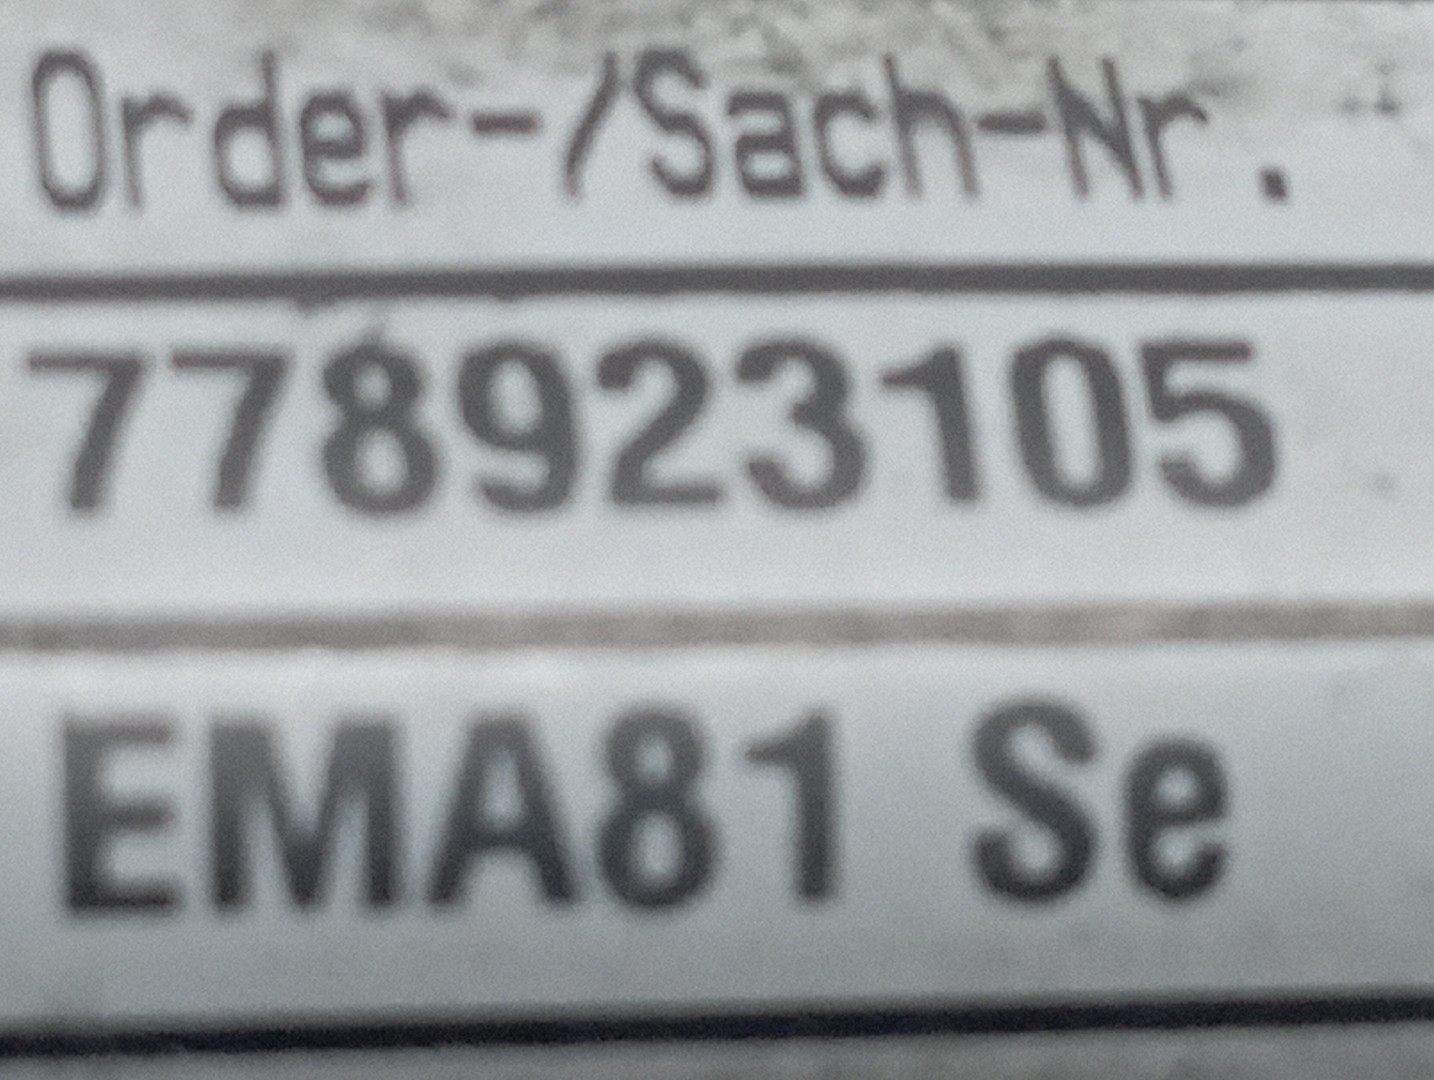 Order-/Sach-Nr.
778923105
EMA81 Se